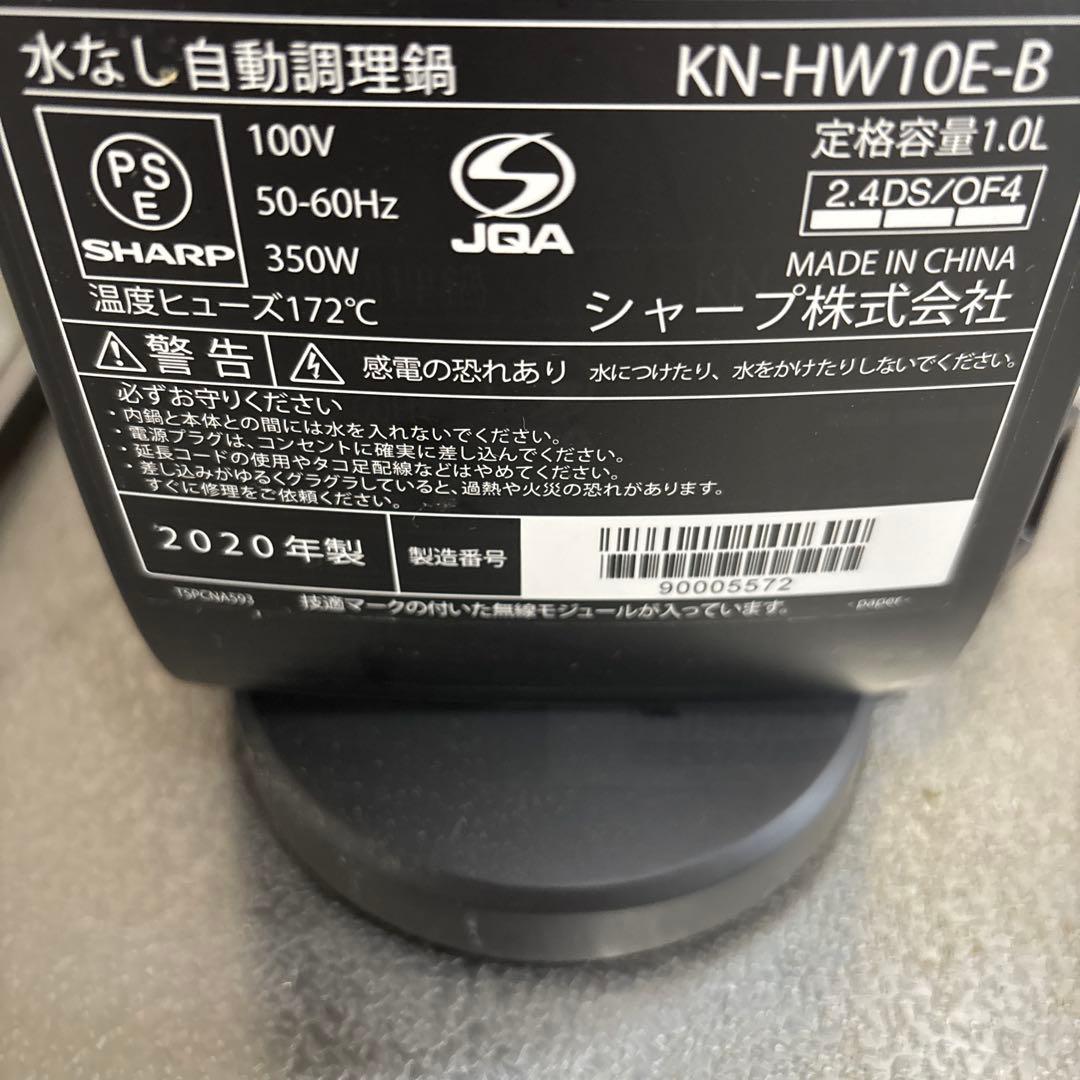 水なし自動調理鍋 KN-HW10E-B
PSE
SHARP
100V
50-60Hz
350W
温度ヒューズ172℃
JQA
定格容量1.0L
2.4DS/OF4
MADE IN CHINA
シャープ株式会社
警告 感電の恐れあり 水につけたり、水をかけたりしないでください。
必ずお守りください
・内鍋と本体との間には水を入れないでください。
・電源プラグは、コンセントに確実に差し込んでください。
・延長コードの使用やタコ足配線などはやめてください。
・差し込みがゆるくグラグラしていると、過熱や火災の恐れがあります。
すぐに修理をご依頼ください。
2020年製 製造番号 90005572
TSPCNA593 技適マークの付いた無線モジュールが入っています。 -paper-